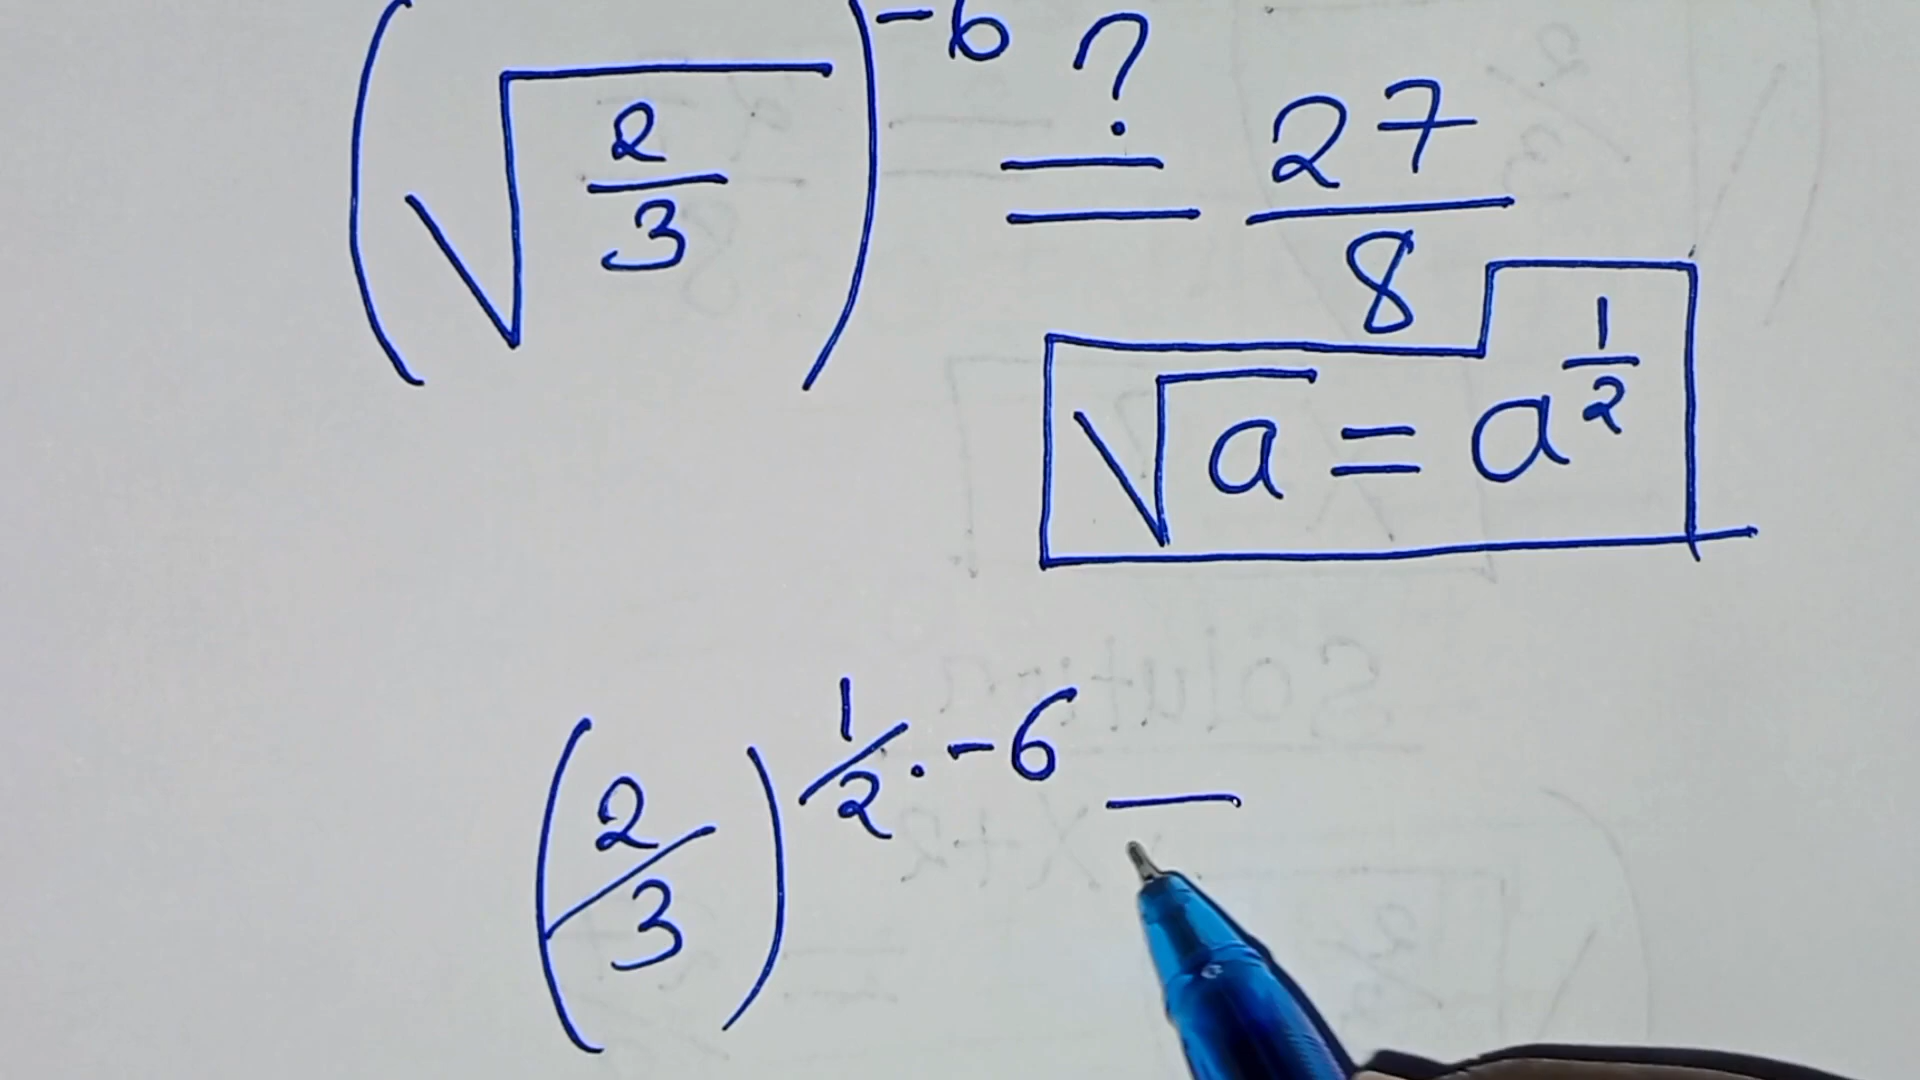 (√(2/3))^-6 =? 27/8
√a = a^1/2
(2/3)^1/2 · -6 —